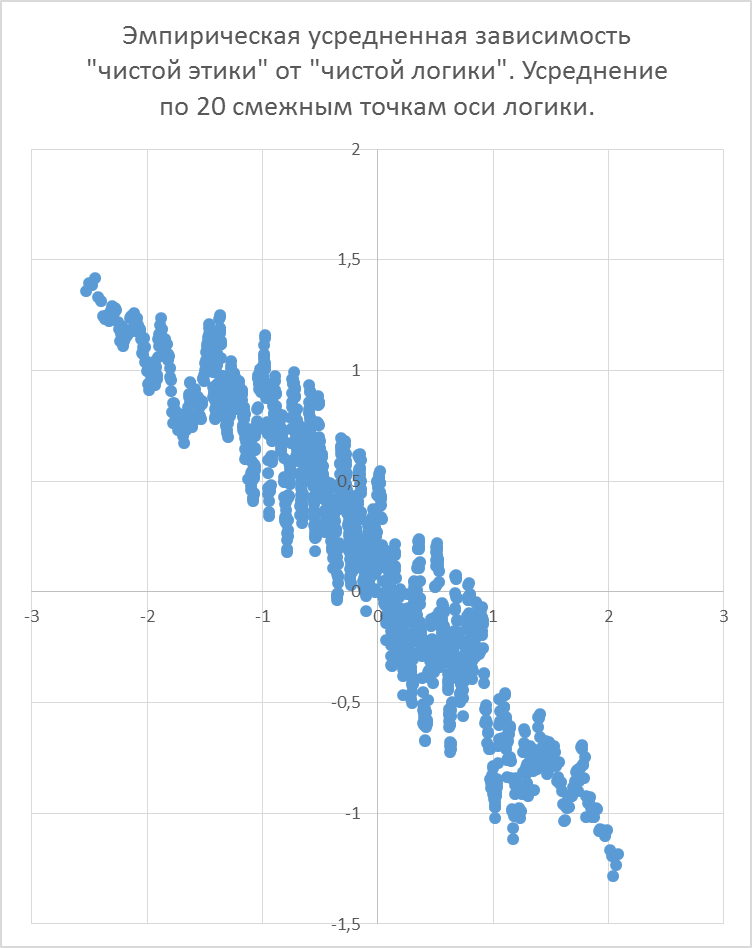 Эмпирическая усредненная зависимость
"чистой этики" от "чистой логики". Усреднение
по 20 смежным точкам оси логики.
2
1,5
1
0,5
0
-3 -2 -1 0 1 2 3
-0,5
-1
-1,5